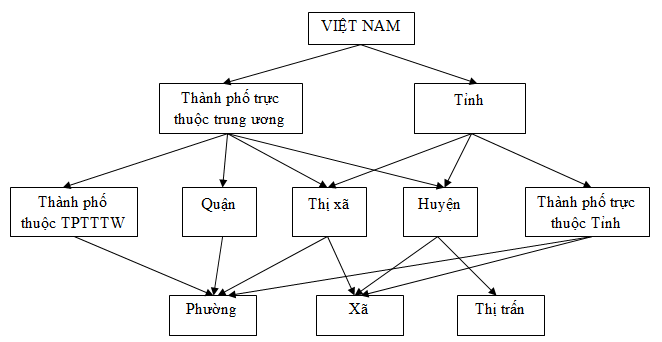 VIỆT NAM
Thành phố trực
thuộc trung ương
Tỉnh
Thành phố
thuộc TPTTTW
Quận
Thị xã
Huyện
Thành phố trực
thuộc Tỉnh
Phường
Xã
Thị trấn